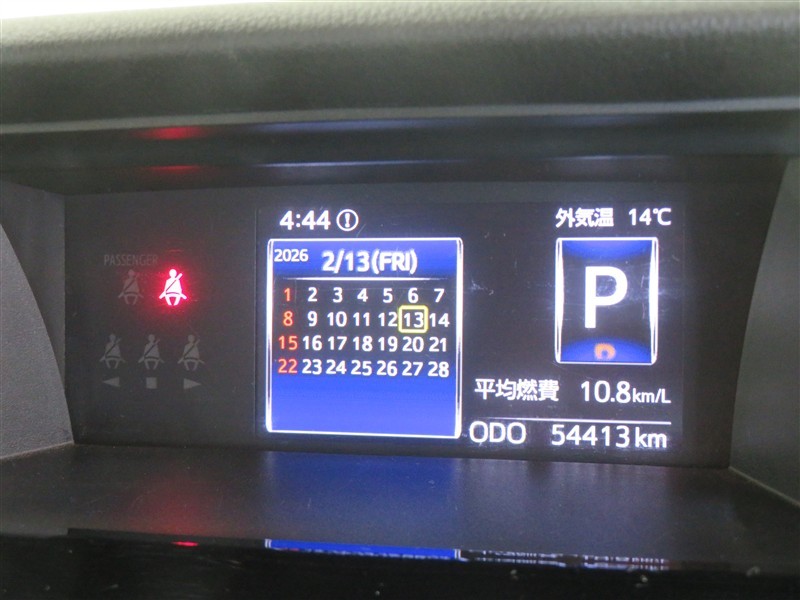 4:44
外気温 14℃
PASSENGER
2026 2/13(FRI)
1 2 3 4 5 6 7
8 9 10 11 12 13 14
15 16 17 18 19 20 21
22 23 24 25 26 27 28
P
D
平均燃費 10.8km/L
ODO 54413km